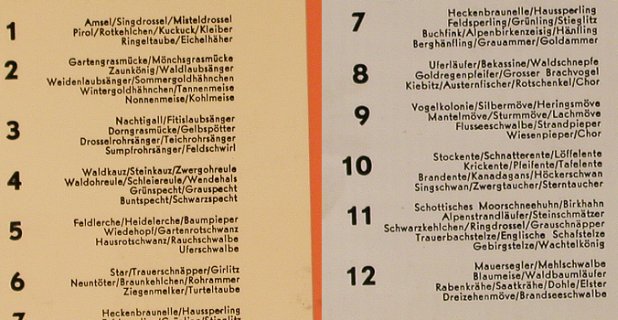 1
Amsel/Singdrossel/Misteldrossel
Pirol/Rotkehlchen/Kuckuck/Kleiber
Ringeltaube/Eichelhäher
2
Gartengrasmücke/Mönchsgrasmücke
Zaunkönig/Waldlaubsänger
Weidenlaubsänger/Sommergoldhähnchen
Wintergoldhähnchen/Tannenmeise
Nonnenmeise/Kohlmeise
3
Nachtigall/Fitislaubsänger
Dorngrasmücke/Gelbspötter
Drosselrohrsänger/Teichrohrsänger
Sumpfrohrsänger/Feldschwirl
4
Waldkauz/Steinkauz/Zwergohreule
Waldohreule/Schleiereule/Wendehals
Grünspecht/Grauspecht
Buntspecht/Schwarzspecht
5
Feldlerche/Heidelerche/Baumpieper
Wiedehopf/Gartenrotschwanz
Hausrotschwanz/Rauchschwalbe
Uferschwalbe
6
Star/Trauerschnäpper/Girlitz
Neuntöter/Braunkehlchen/Rohrammer
Ziegenmelker/Turteltaube
7
Heckenbraunelle/Haussperling
7
Heckenbraunelle/Haussperling
Feldsperling/Grünling/Stieglitz
Buchfink/Alpenbirkenzeisig/Hänfling
Berghänfling/Grauammer/Goldammer
8
Uferläufer/Bekassine/Waldschnepfe
Goldregenpfeifer/Grosser Brachvogel
Kiebitz/Austernfischer/Rotschenkel/Chor
9
Vogelkolonie/Silbermöve/Heringsmöve
Mantelmöve/Sturmmöve/Lachmöve
Flusseeschwalbe/Strandpieper
Wiesenpieper/Chor
10
Stockente/Schnatterente/Löffelente
Krickente/Pfeifente/Tafelente
Brandente/Kanadagans/Höckerschwan
Singschwan/Zwergtaucher/Sterntaucher
11
Schottisches Moorschneehuhn/Birkhahn
Alpenstrandläufer/Steinschmätzer
Schwarzkehlchen/Ringdrossel/Grauschnäpper
Trauerbachstelze/Englische Schafstelze
Gebirgstelze/Wachtelkönig
12
Mauersegler/Mehlschwalbe
Blaumeise/Waldbaumläufer
Rabenkrähe/Saatkrähe/Dohle/Elster
Dreizehenmöve/Brandseeschwalbe